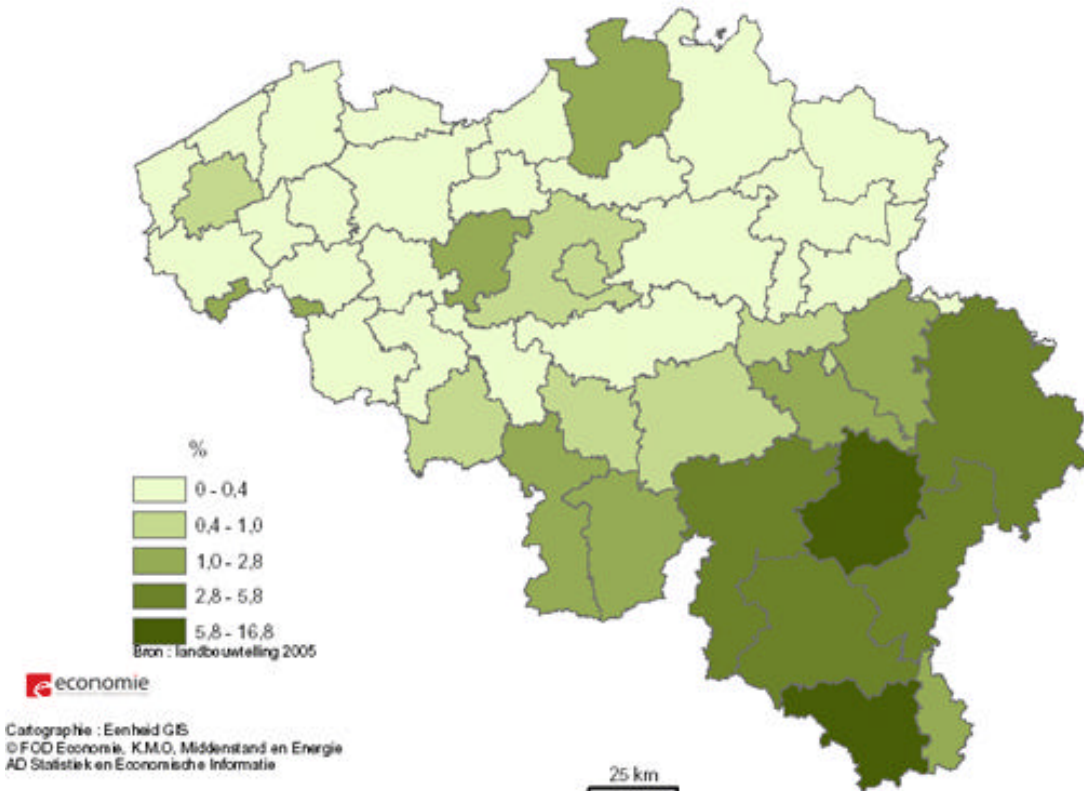 %
0 - 0,4
0,4 - 1,0
1,0 - 2,8
2,8 - 5,8
5,8 - 16,8
Bron : landbouwtelling 2005
e economie
Cartographie : Eenheid GIS
© FOD Economie, K.M.O, Middenstand en Energie
AD Statistiek en Economische Informatie
25 km